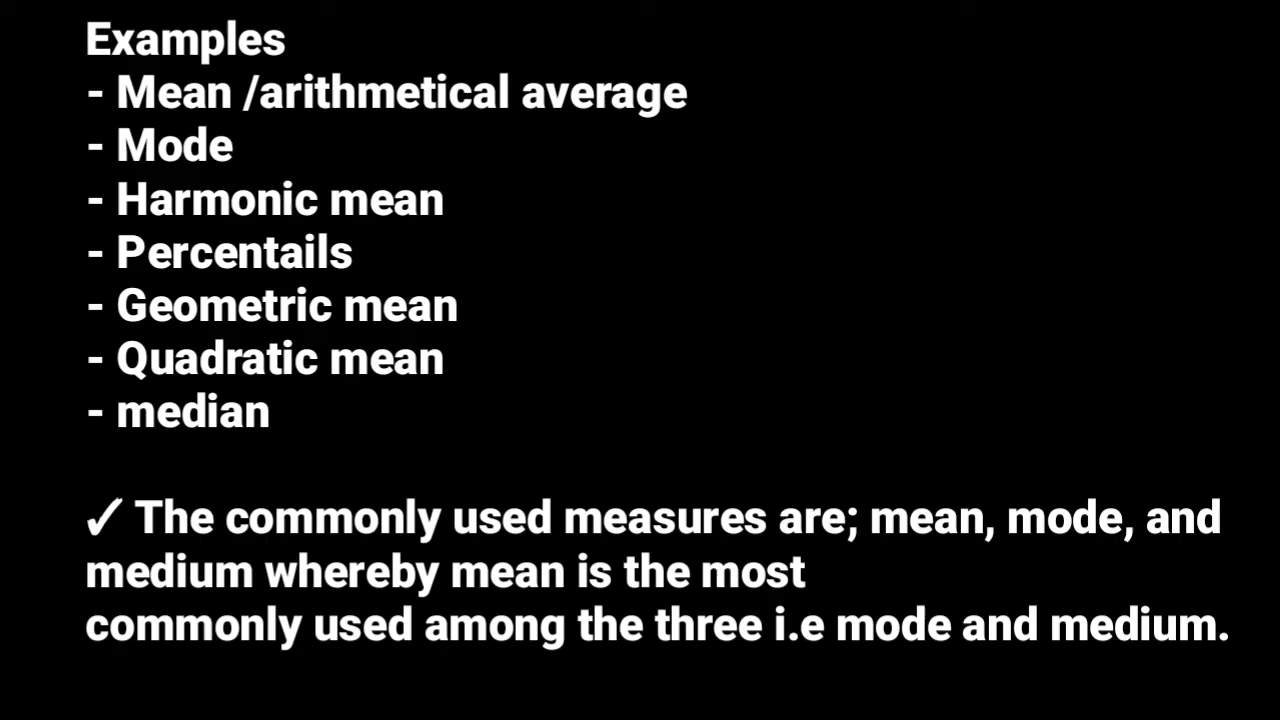 Examples
- Mean /arithmetical average
- Mode
- Harmonic mean
- Percentails
- Geometric mean
- Quadratic mean
- median
✓ The commonly used measures are; mean, mode, and
medium whereby mean is the most
commonly used among the three i.e mode and medium.